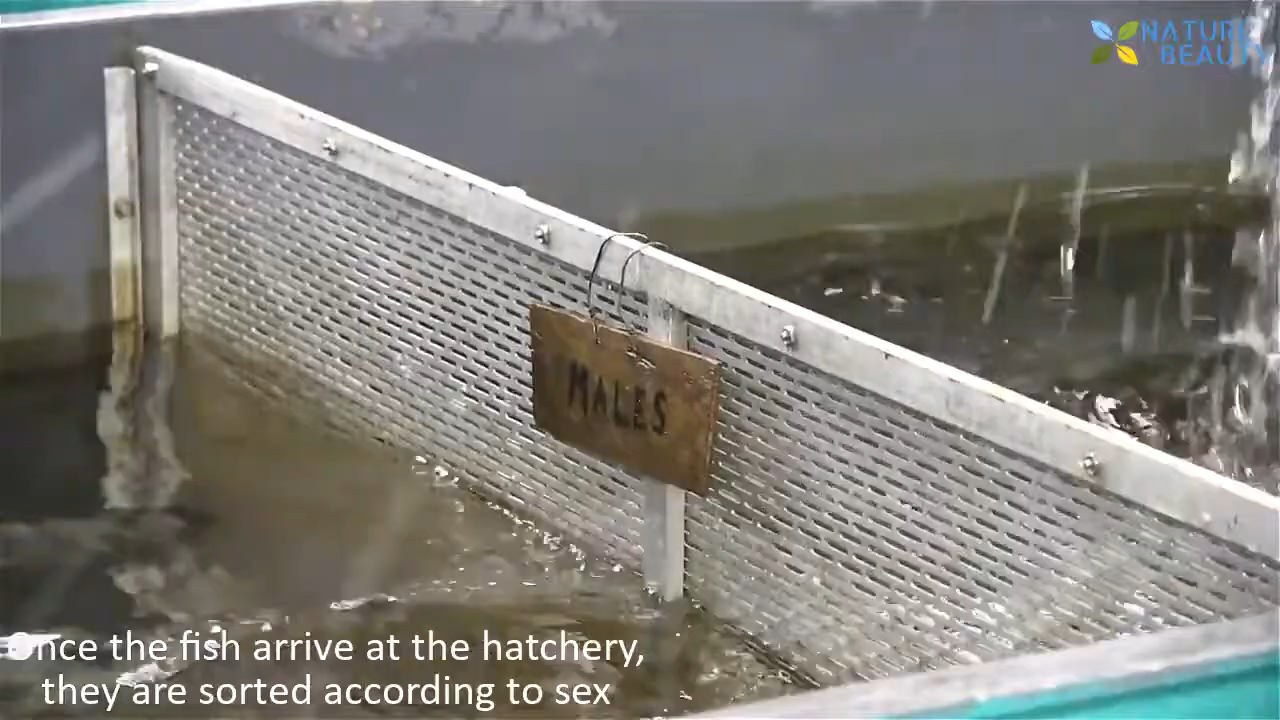 NATURE
BEAUTY
MALES
Once the fish arrive at the hatchery,
they are sorted according to sex